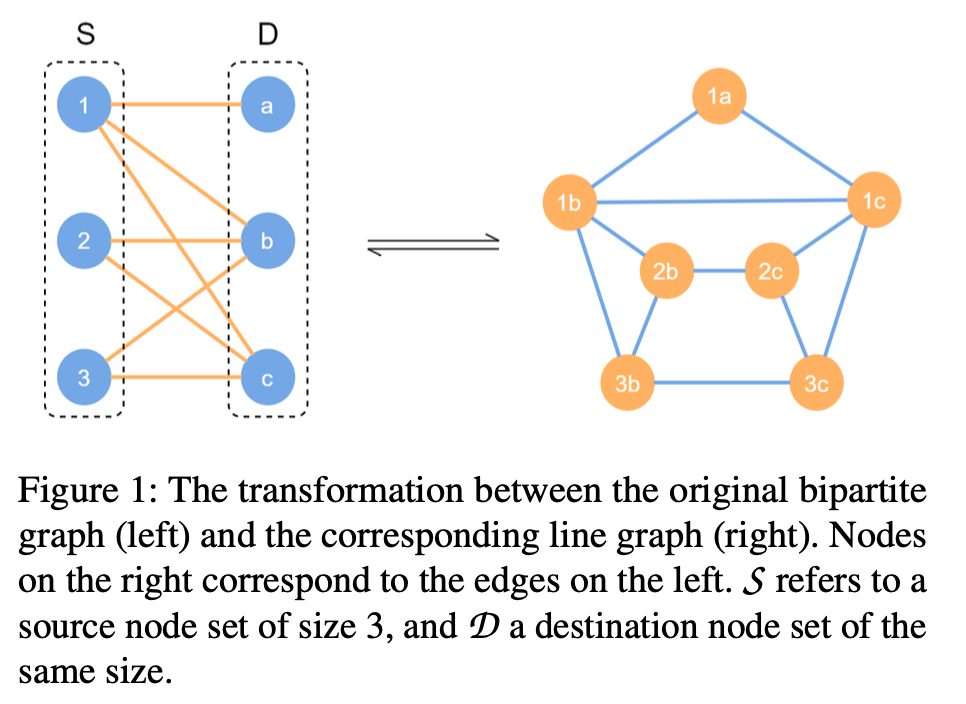 S D
1 a
2 b
3 c
1a
1b 1c
2b 2c
3b 3c
Figure 1: The transformation between the original bipartite
graph (left) and the corresponding line graph (right). Nodes
on the right correspond to the edges on the left. 𝒮 refers to a
source node set of size 3, and 𝒟 a destination node set of the
same size.